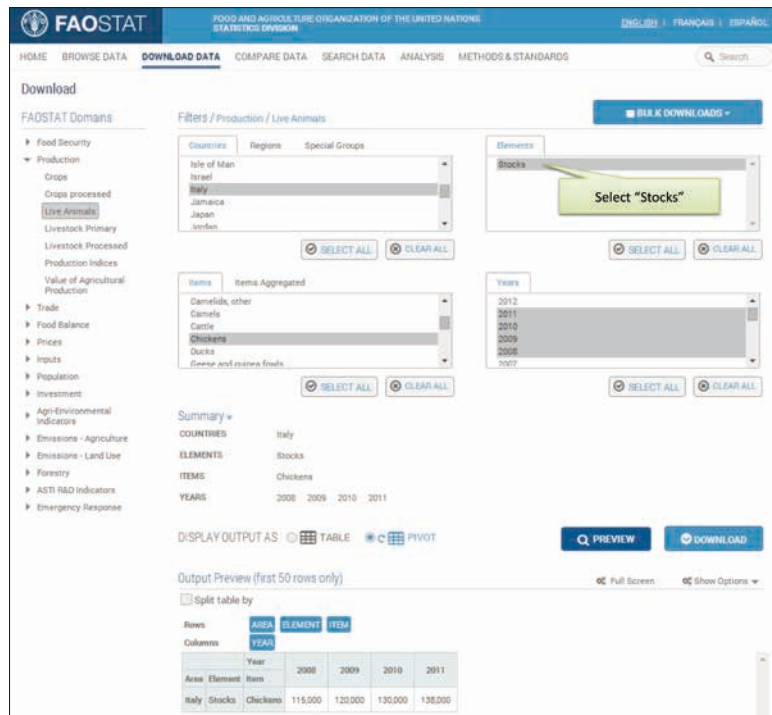 FAOSTAT
FOOD AND AGRICULTURE ORGANIZATION OF THE UNITED NATIONS
STATISTICS DIVISION
ENGLISH | FRANÇAIS | ESPAÑOL
HOME BROWSE DATA DOWNLOAD DATA COMPARE DATA SEARCH DATA ANALYSIS METHODS & STANDARDS
Search
Download
FAOSTAT Domains
Food Security
Production
Crops
Crops processed
Live Animals
Livestock Primary
Livestock Processed
Production Indices
Value of Agricultural
Production
Trade
Food Balance
Prices
Inputs
Population
Investment
Agri-Environmental
Indicators
Emissions - Agriculture
Emissions - Land Use
Forestry
ASTI R&D Indicators
Emergency Response
Filters / Production / Live Animals
BULK DOWNLOADS
Countries Regions Special Groups
Isle of Man
Israel
Italy
Jamaica
Japan
Jordan
SELECT ALL CLEAR ALL
Elements
Stocks
Select “Stocks”
SELECT ALL CLEAR ALL
Items Items Aggregated
Camelids, other
Camels
Cattle
Chickens
Ducks
Geese and guinea fowls
SELECT ALL CLEAR ALL
Years
2012
2011
2010
2009
2008
2007
SELECT ALL CLEAR ALL
Summary
COUNTRIES Italy
ELEMENTS Stocks
ITEMS Chickens
YEARS 2008 2009 2010 2011
DISPLAY OUTPUT AS TABLE PIVOT
PREVIEW DOWNLOAD
Output Preview (first 50 rows only)
Full Screen Show Options
Split table by
Rows AREA ELEMENT ITEM
Columns YEAR
Year 2008 2009 2010 2011
Area Element Item
Italy Stocks Chickens 115,000 120,000 130,000 138,000